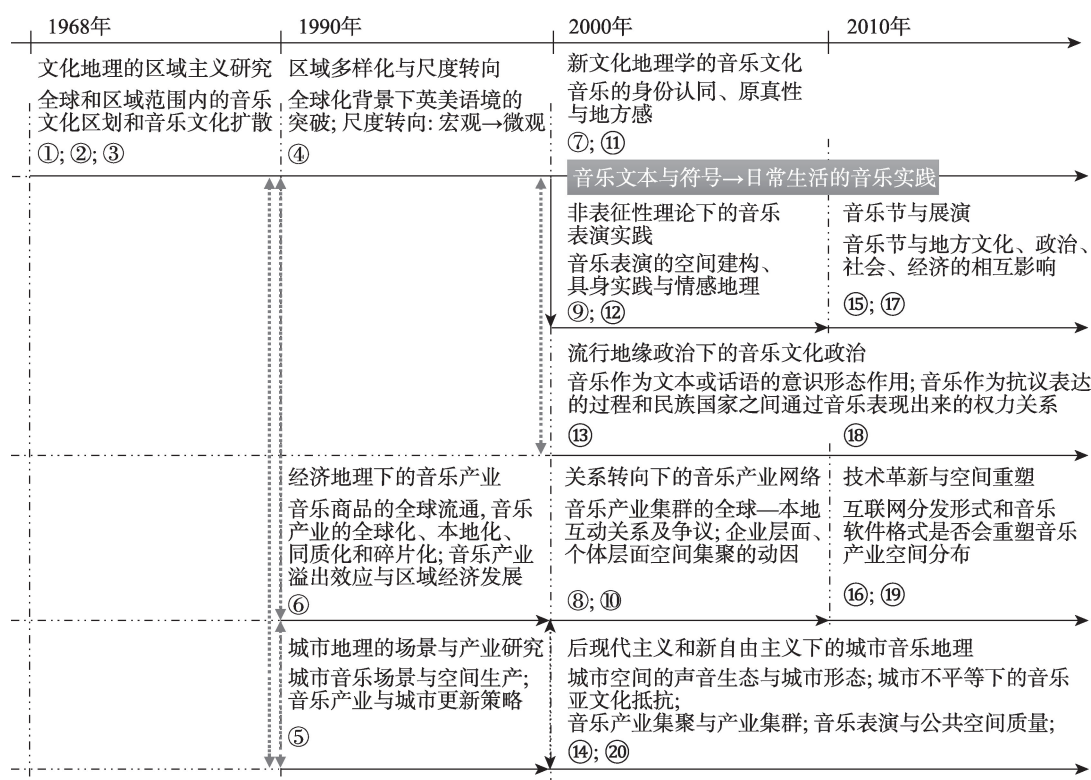 1968年
1990年
2000年
2010年
文化地理的区域主义研究
全球和区域范围内的音乐
文化区划和音乐文化扩散
①; ②; ③
区域多样化与尺度转向
全球化背景下英美语境的
突破; 尺度转向: 宏观→微观
④
新文化地理学的音乐文化
音乐的身份认同、原真性
与地方感
⑦; ⑪
音乐文本与符号→日常生活的音乐实践
非表征性理论下的音乐
表演实践
音乐表演的空间建构、
具身实践与情感地理
⑨; ⑫
音乐节与展演
音乐节与地方文化、政治、
社会、经济的相互影响
⑮; ⑰
流行地缘政治下的音乐文化政治
音乐作为文本或话语的意识形态作用; 音乐作为抗议表达
的过程和民族国家之间通过音乐表现出来的权力关系
⑬
⑱
经济地理下的音乐产业
音乐商品的全球流通, 音乐
产业的全球化、本地化、
同质化和碎片化; 音乐产业
溢出效应与区域经济发展
⑥
关系转向下的音乐产业网络
音乐产业集群的全球—本地
互动关系及争议; 企业层面、
个体层面空间集聚的动因
⑧; ⑩
技术革新与空间重塑
互联网分发形式和音乐
软件格式是否会重塑音乐
产业空间分布
⑯; ⑲
城市地理的场景与产业研究
城市音乐场景与空间生产;
音乐产业与城市更新策略
⑤
后现代主义和新自由主义下的城市音乐地理
城市空间的声音生态与城市形态; 城市不平等下的音乐
亚文化抵抗;
音乐产业集聚与产业集群; 音乐表演与公共空间质量;
⑭; ⑳